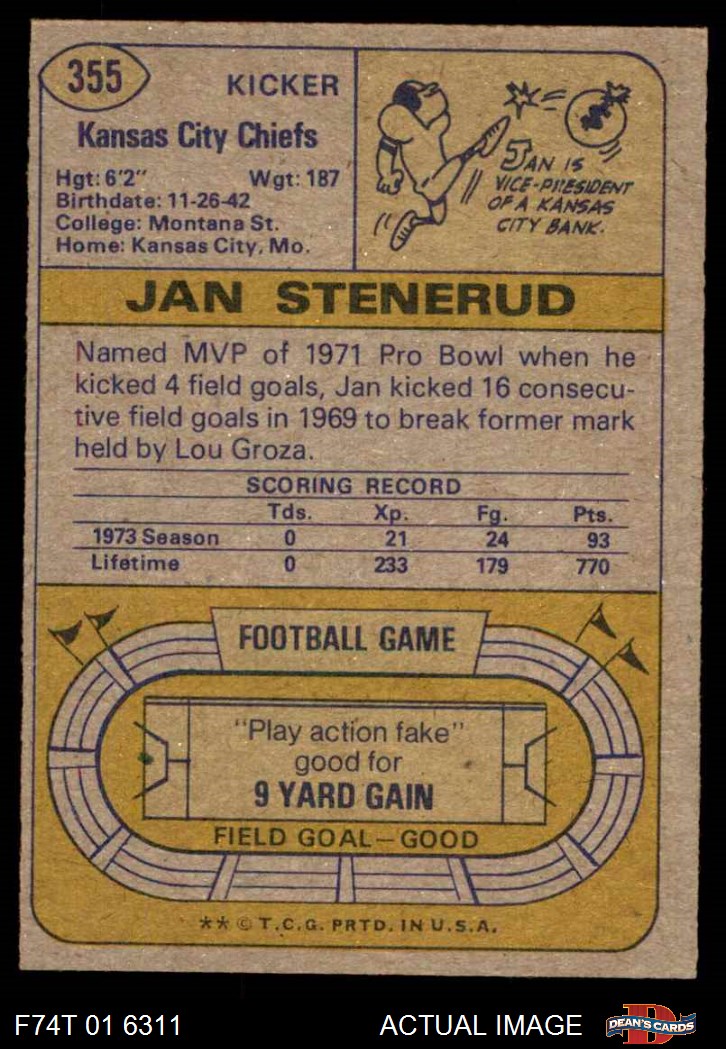 355
KICKER
Kansas City Chiefs
Hgt: 6'2" Wgt: 187
Birthdate: 11-26-42
College: Montana St.
Home: Kansas City, Mo.
$
JAN IS
VICE-PRESIDENT
OF A KANSAS
CITY BANK.
JAN STENERUD
Named MVP of 1971 Pro Bowl when he
kicked 4 field goals, Jan kicked 16 consecu-
tive field goals in 1969 to break former mark
held by Lou Groza.
SCORING RECORD
Tds. Xp. Fg. Pts.
1973 Season 0 21 24 93
Lifetime 0 233 179 770
FOOTBALL GAME
"Play action fake"
good for
9 YARD GAIN
FIELD GOAL—GOOD
** © T.C.G. PRTD. IN U.S.A.
F74T 01 6311 ACTUAL IMAGE D DEAN'S CARDS